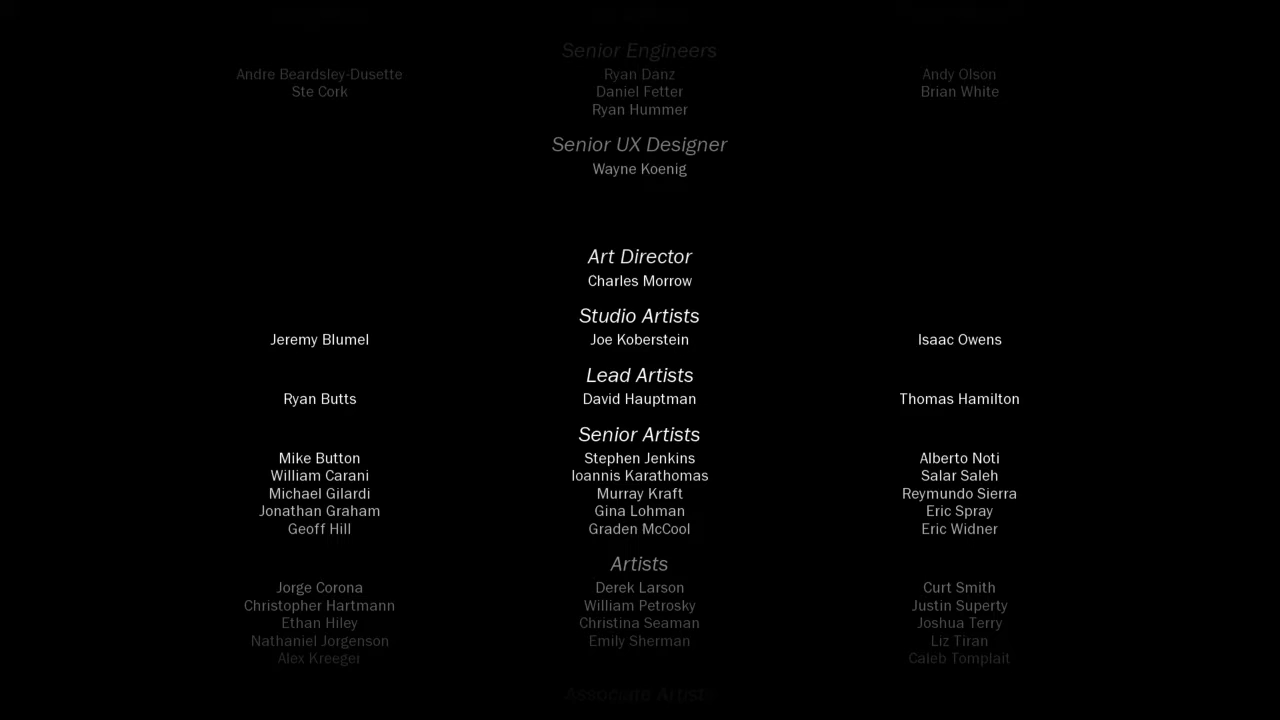 Senior Engineers
Andre Beardsley-Dusette Ryan Danz Andy Olson
Ste Cork Daniel Fetter Brian White
Ryan Hummer
Senior UX Designer
Wayne Koenig
Art Director
Charles Morrow
Studio Artists
Jeremy Blumel Joe Koberstein Isaac Owens
Lead Artists
Ryan Butts David Hauptman Thomas Hamilton
Senior Artists
Mike Button Stephen Jenkins Alberto Noti
William Carani Ioannis Karathomas Salar Saleh
Michael Gilardi Murray Kraft Reymundo Sierra
Jonathan Graham Gina Lohman Eric Spray
Geoff Hill Graden McCool Eric Widner
Artists
Jorge Corona Derek Larson Curt Smith
Christopher Hartmann William Petrosky Justin Superty
Ethan Hiley Christina Seaman Joshua Terry
Nathaniel Jorgenson Emily Sherman Liz Tiran
Alex Kreeger Caleb Tomplait
Associate Artist